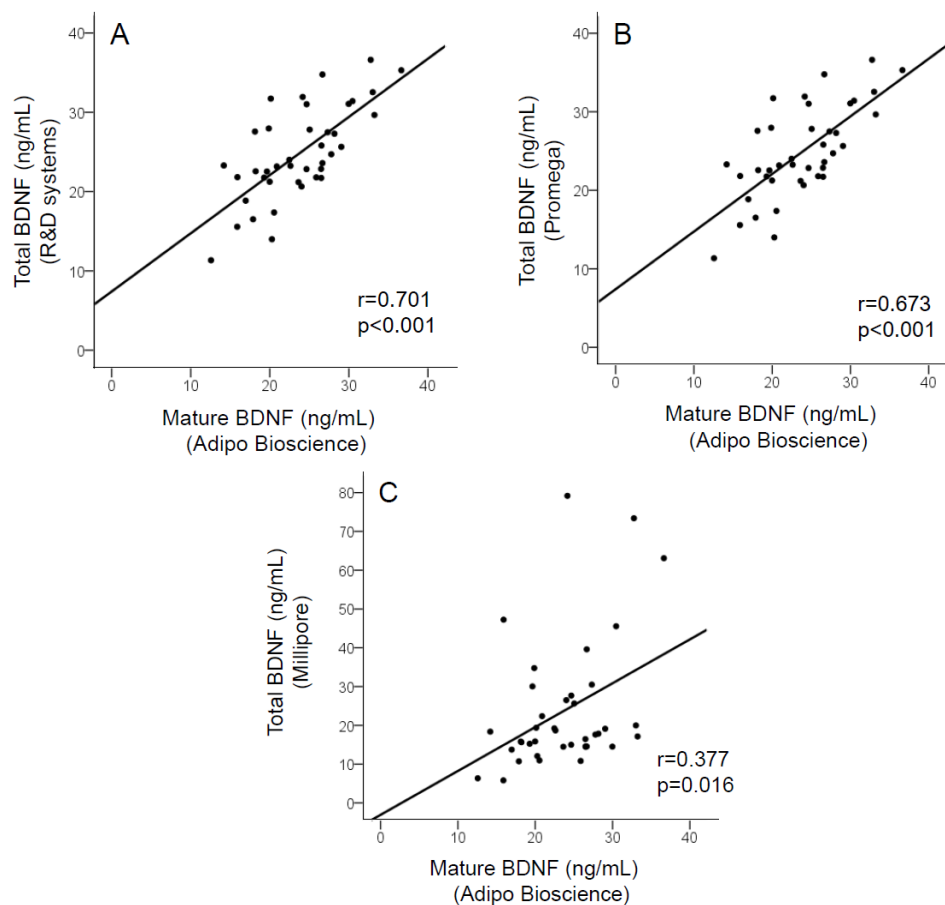 A
Total BDNF (ng/mL)
(R&D systems)
40
30
20
10
0
r=0.701
p<0.001
0 10 20 30 40
Mature BDNF (ng/mL)
(Adipo Bioscience)
B
Total BDNF (ng/mL)
(Promega)
40
30
20
10
0
r=0.673
p<0.001
0 10 20 30 40
Mature BDNF (ng/mL)
(Adipo Bioscience)
C
Total BDNF (ng/mL)
(Millipore)
80
70
60
50
40
30
20
10
0
r=0.377
p=0.016
0 10 20 30 40
Mature BDNF (ng/mL)
(Adipo Bioscience)